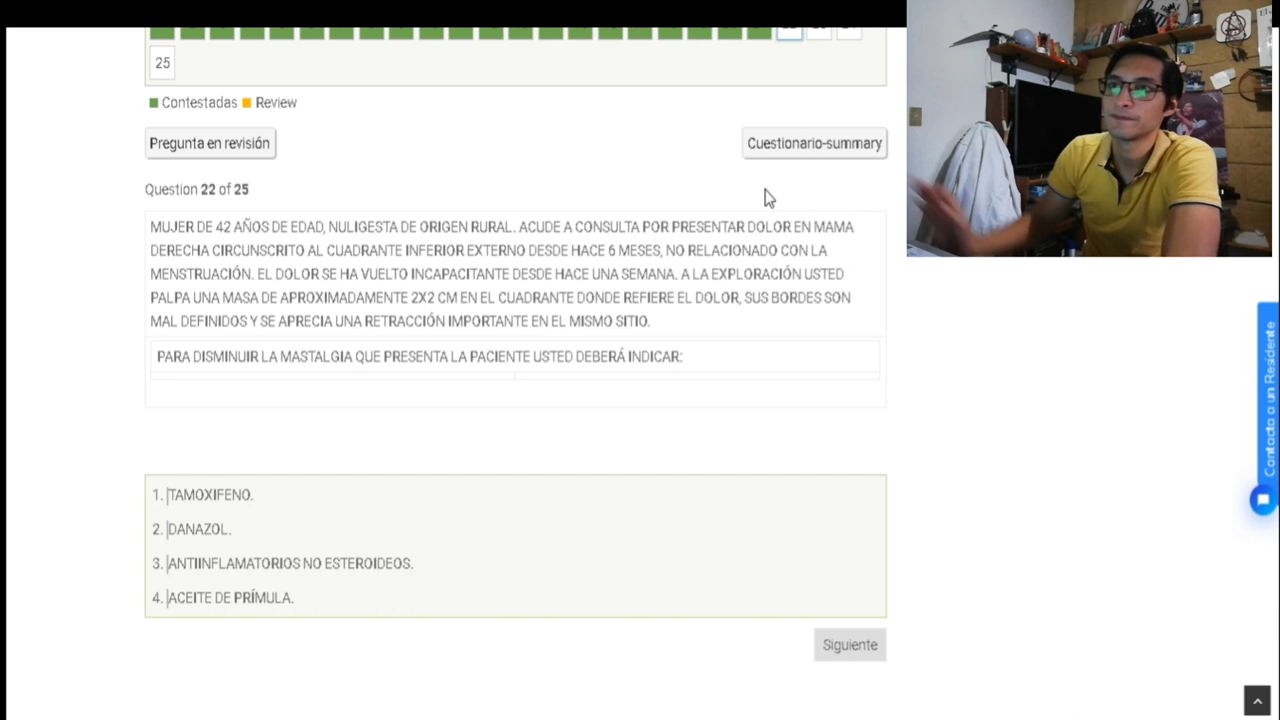 25
Contestadas Review
Pregunta en revisión
Cuestionario-summary
Question 22 of 25
MUJER DE 42 AÑOS DE EDAD, NULIGESTA DE ORIGEN RURAL. ACUDE A CONSULTA POR PRESENTAR DOLOR EN MAMA
DERECHA CIRCUNSCRITO AL CUADRANTE INFERIOR EXTERNO DESDE HACE 6 MESES, NO RELACIONADO CON LA
MENSTRUACIÓN. EL DOLOR SE HA VUELTO INCAPACITANTE DESDE HACE UNA SEMANA. A LA EXPLORACIÓN USTED
PALPA UNA MASA DE APROXIMADAMENTE 2X2 CM EN EL CUADRANTE DONDE REFIERE EL DOLOR, SUS BORDES SON
MAL DEFINIDOS Y SE APRECIA UNA RETRACCIÓN IMPORTANTE EN EL MISMO SITIO.
PARA DISMINUIR LA MASTALGIA QUE PRESENTA LA PACIENTE USTED DEBERÁ INDICAR:
1. TAMOXIFENO.
2. DANAZOL.
3. ANTIINFLAMATORIOS NO ESTEROIDEOS.
4. ACEITE DE PRÍMULA.
Siguiente
Contacta a un Residente